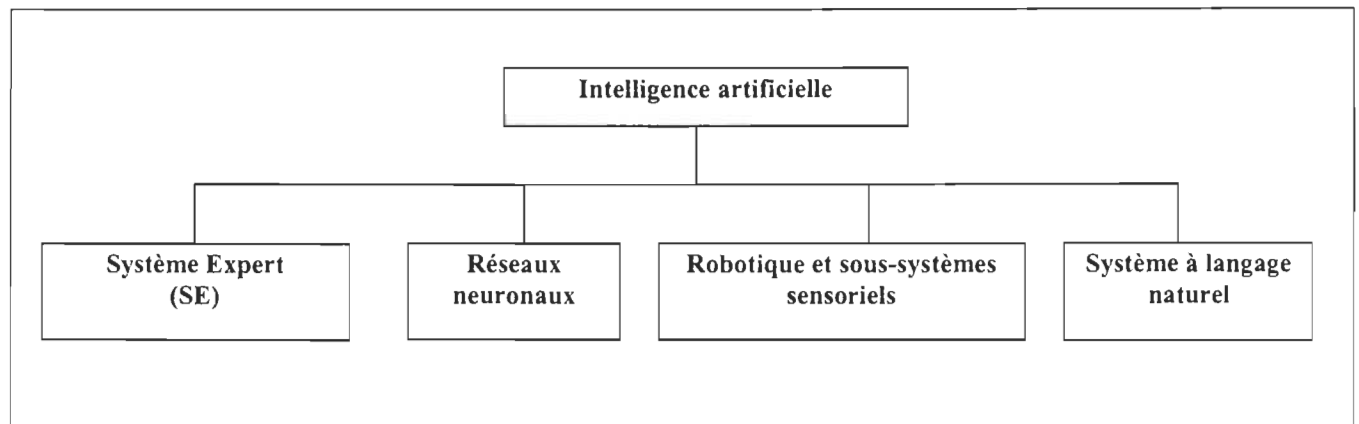 Intelligence artificielle
Système Expert
(SE)
Réseaux
neuronaux
Robotique et sous-systèmes
sensoriels
Système à langage
naturel